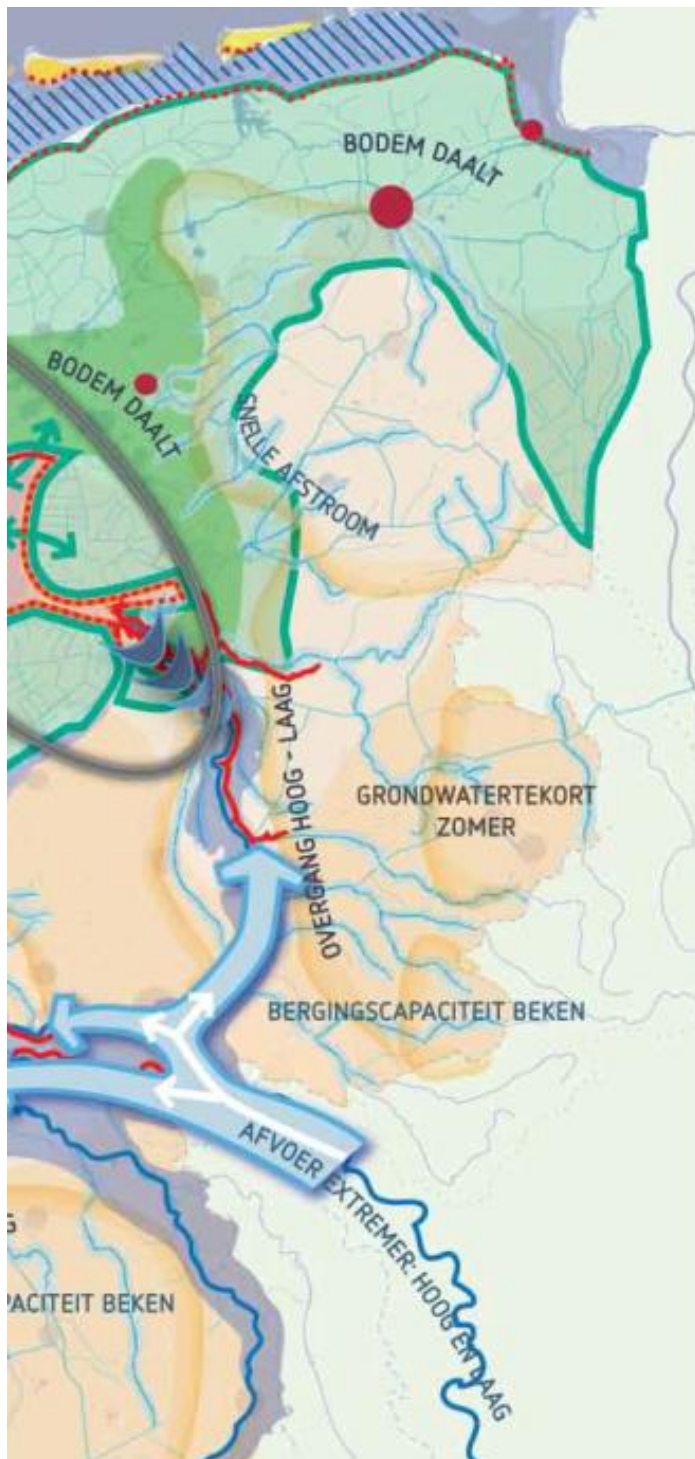 BODEM DAALT
BODEM DAALT
SNELLE AFSTROOM
OVERGANG HOOG - LAAG
GRONDWATERTEKORT
ZOMER
BERGINGSCAPACITEIT BEKEN
AFVOER EXTREMER: HOOG EN LAAG
G
PACITEIT BEKEN